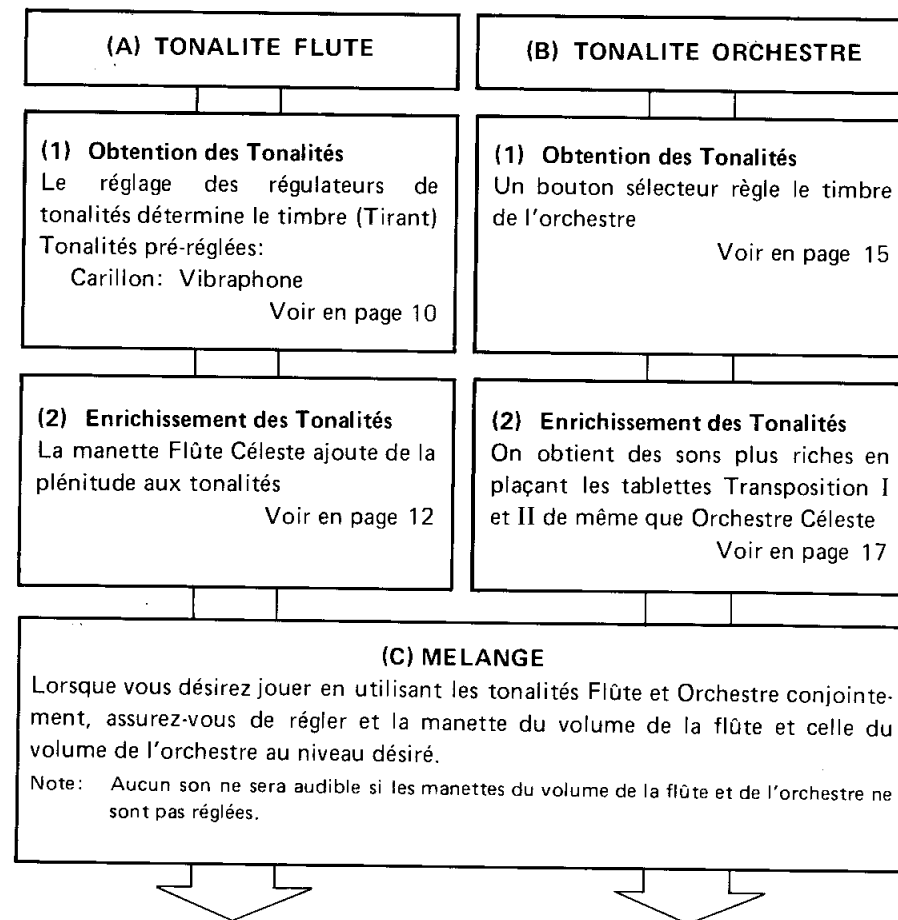 (A) TONALITE FLUTE
(1) Obtention des Tonalités
Le réglage des régulateurs de
tonalités détermine le timbre (Tirant)
Tonalités pré-réglées:
Carillon: Vibraphone
Voir en page 10
(2) Enrichissement des Tonalités
La manette Flûte Céleste ajoute de la
plénitude aux tonalités
Voir en page 12
(B) TONALITE ORCHESTRE
(1) Obtention des Tonalités
Un bouton sélecteur règle le timbre
de l'orchestre
Voir en page 15
(2) Enrichissement des Tonalités
On obtient des sons plus riches en
plaçant les tablettes Transposition I
et II de même que Orchestre Céleste
Voir en page 17
(C) MELANGE
Lorsque vous désirez jouer en utilisant les tonalités Flûte et Orchestre conjointe-
ment, assurez-vous de régler et la manette du volume de la flûte et celle du
volume de l'orchestre au niveau désiré.
Note: Aucun son ne sera audible si les manettes du volume de la flûte et de l'orchestre ne
sont pas réglées.